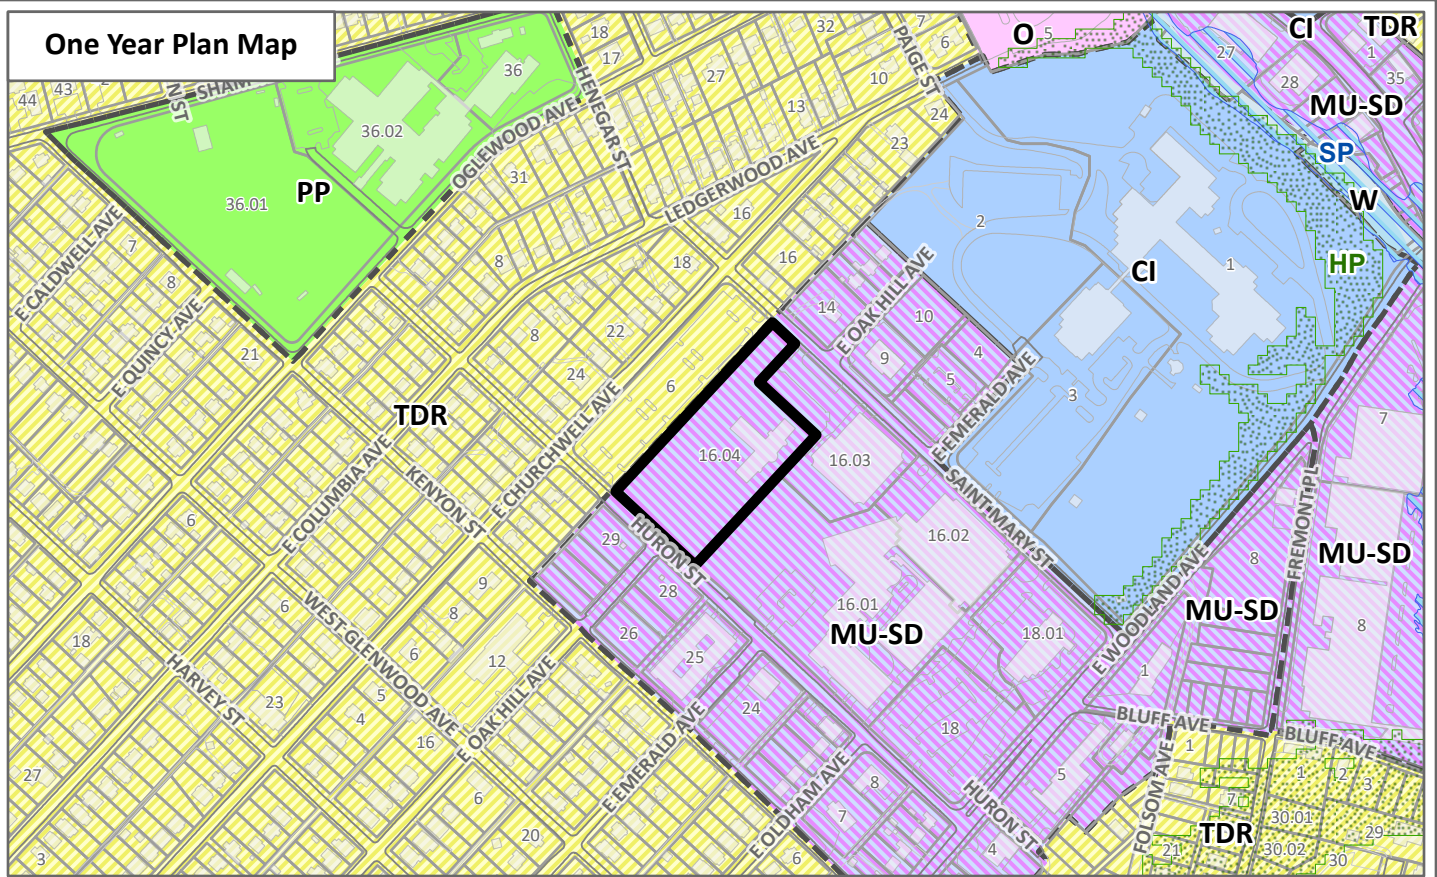 One Year Plan Map
18
17
32
7
6
PAIGE ST
O
5
CI
TDR
27
28
1
35
MU-SD
44
43
2
SHAM
N ST
36
36.02
HENEGAR ST
27
10
13
24
23
OGLEWOOD AVE
31
LEDGERWOOD AVE
16
PP
36.01
SP
W
HP
2
CI
1
E CALDWELL AVE
7
8
8
18
16
E OAK HILL AVE
14
10
E QUINCY AVE
21
8
22
24
9
4
5
E EMERALD AVE
3
6
TDR
7
E CHURCHWELL AVE
E COLUMBIA AVE
KENYON ST
16.04
16.03
SAINT MARY ST
16.02
6
29
HURON ST
FREMONT PL
8
MU-SD
9
28
16.01
E WOODLAND AVE
MU-SD
6
8
WEST GLENWOOD AVE
26
MU-SD
18.01
8
18
6
12
25
1
HARVEY ST
23
5
4
16
E OAK HILL AVE
24
E EMERALD AVE
18
BLUFF AVE
BLUFF AVE
1
27
6
20
E OLDHAM AVE
8
7
5
HURON ST
FOLSOM AVE
1
2
3
7
30.01
29
TDR
3
6
4
21
30.02
30